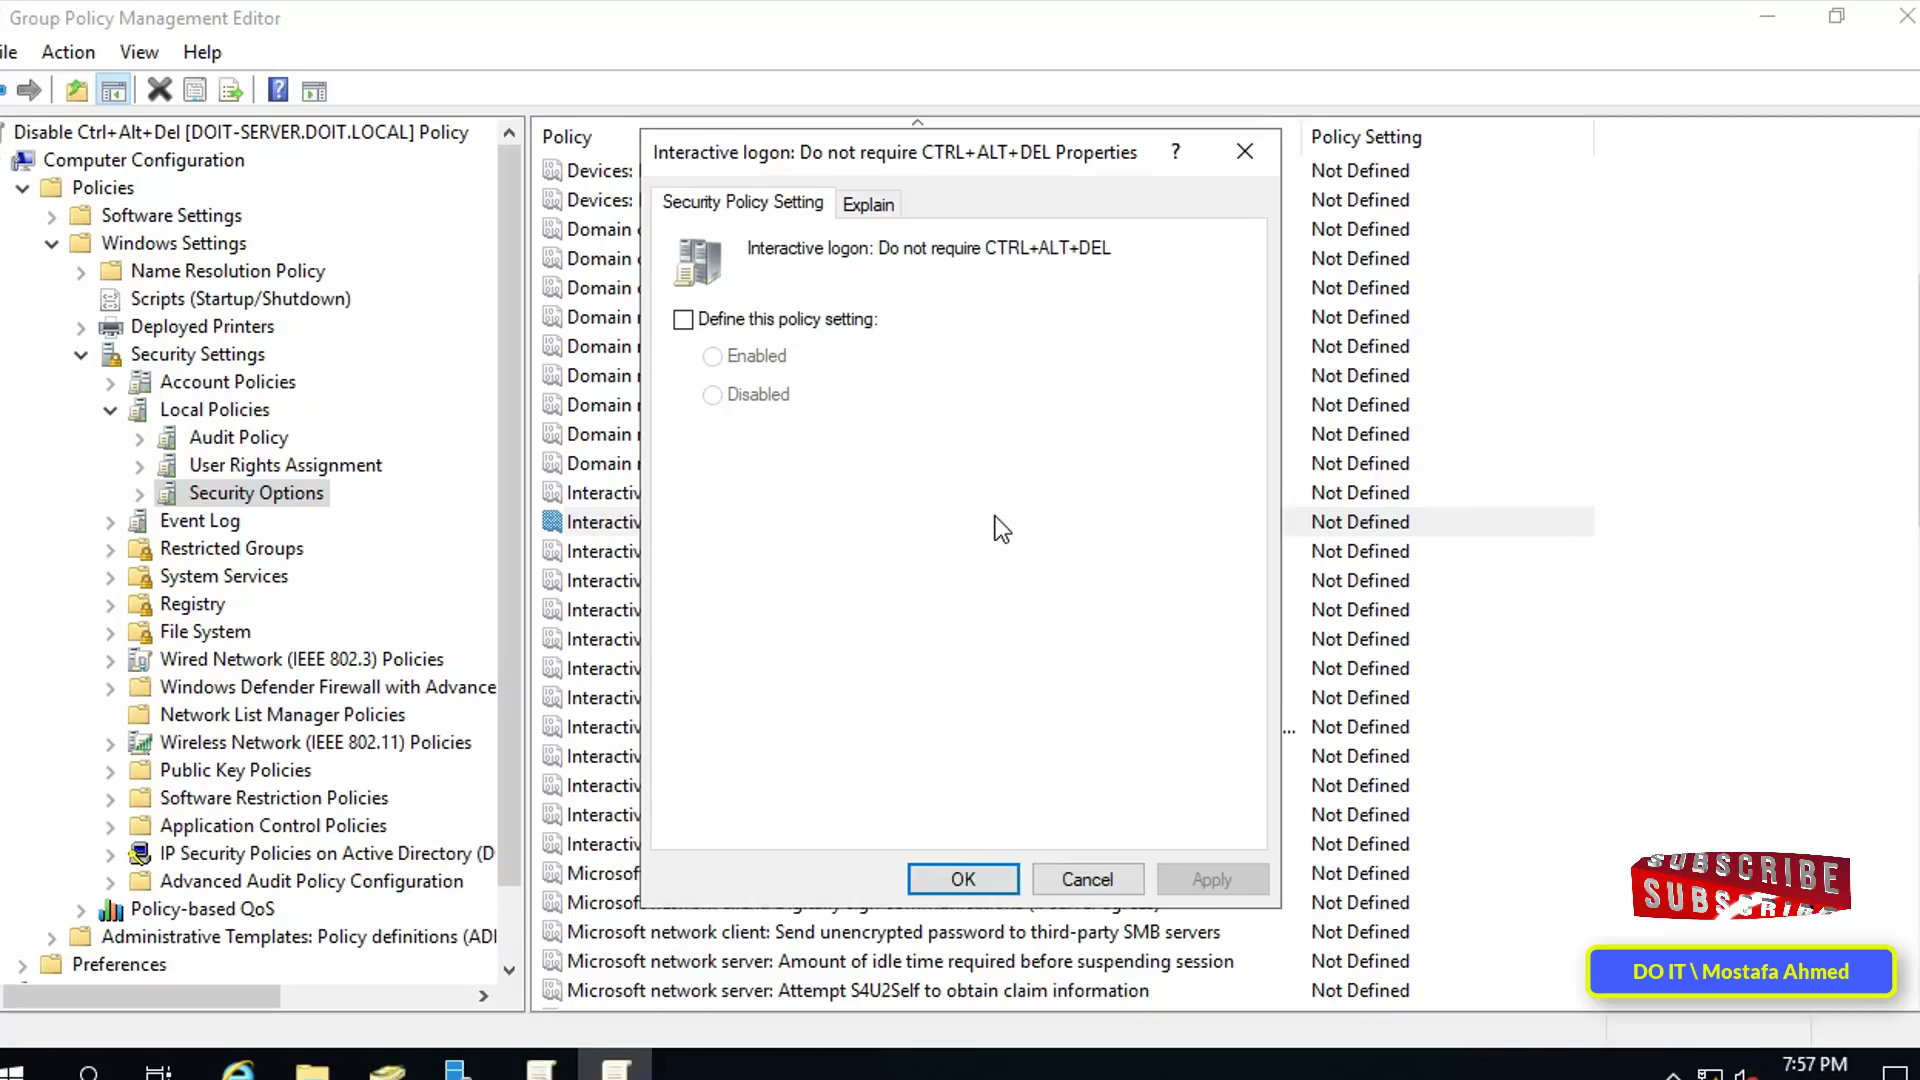 Group Policy Management Editor
ile Action View Help
Disable Ctrl+Alt+Del [DOIT-SERVER.DOIT.LOCAL] Policy
Computer Configuration
Policies
Software Settings
Windows Settings
Name Resolution Policy
Scripts (Startup/Shutdown)
Deployed Printers
Security Settings
Account Policies
Local Policies
Audit Policy
User Rights Assignment
Security Options
Event Log
Restricted Groups
System Services
Registry
File System
Wired Network (IEEE 802.3) Policies
Windows Defender Firewall with Advance
Network List Manager Policies
Wireless Network (IEEE 802.11) Policies
Public Key Policies
Software Restriction Policies
Application Control Policies
IP Security Policies on Active Directory (D
Advanced Audit Policy Configuration
Policy-based QoS
Administrative Templates: Policy definitions (ADI
Preferences
Policy Policy Setting
Devices: Not Defined
Devices: Not Defined
Domain Not Defined
Domain Not Defined
Domain Not Defined
Domain Not Defined
Domain Not Defined
Domain Not Defined
Domain Not Defined
Domain Not Defined
Domain Not Defined
Interactiv Not Defined
Interactiv Not Defined
Interactiv Not Defined
Interactiv Not Defined
Interactiv Not Defined
Interactiv Not Defined
Interactiv Not Defined
Interactiv Not Defined
Interactiv ... Not Defined
Interactiv Not Defined
Interactiv Not Defined
Interactiv Not Defined
Interactiv Not Defined
Microsof Not Defined
Microsof Not Defined
Microsoft network client: Send unencrypted password to third-party SMB servers Not Defined
Microsoft network server: Amount of idle time required before suspending session Not Defined
Microsoft network server: Attempt S4U2Self to obtain claim information Not Defined
Interactive logon: Do not require CTRL+ALT+DEL Properties ?
Security Policy Setting Explain
Interactive logon: Do not require CTRL+ALT+DEL
Define this policy setting:
Enabled
Disabled
OK Cancel Apply
SUBSCRIBE
SUBSCRIBE
DO IT \ Mostafa Ahmed
7:57 PM